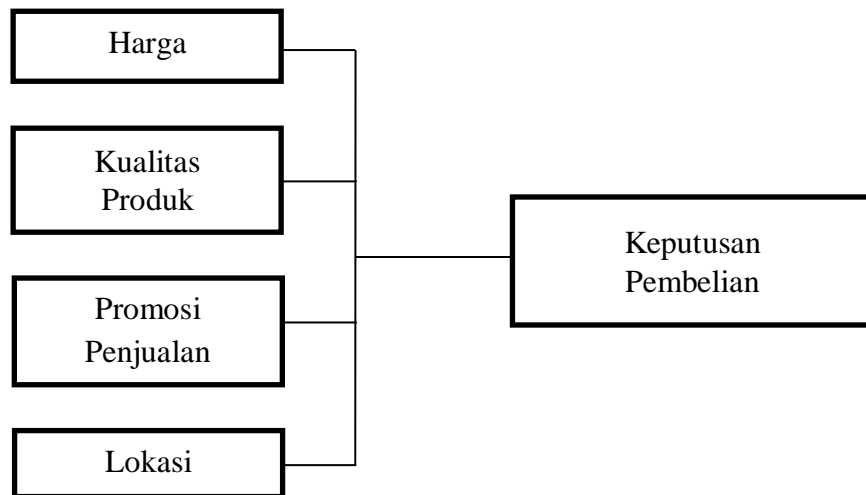 Harga
Kualitas
Produk
Promosi
Penjualan
Lokasi
Keputusan
Pembelian